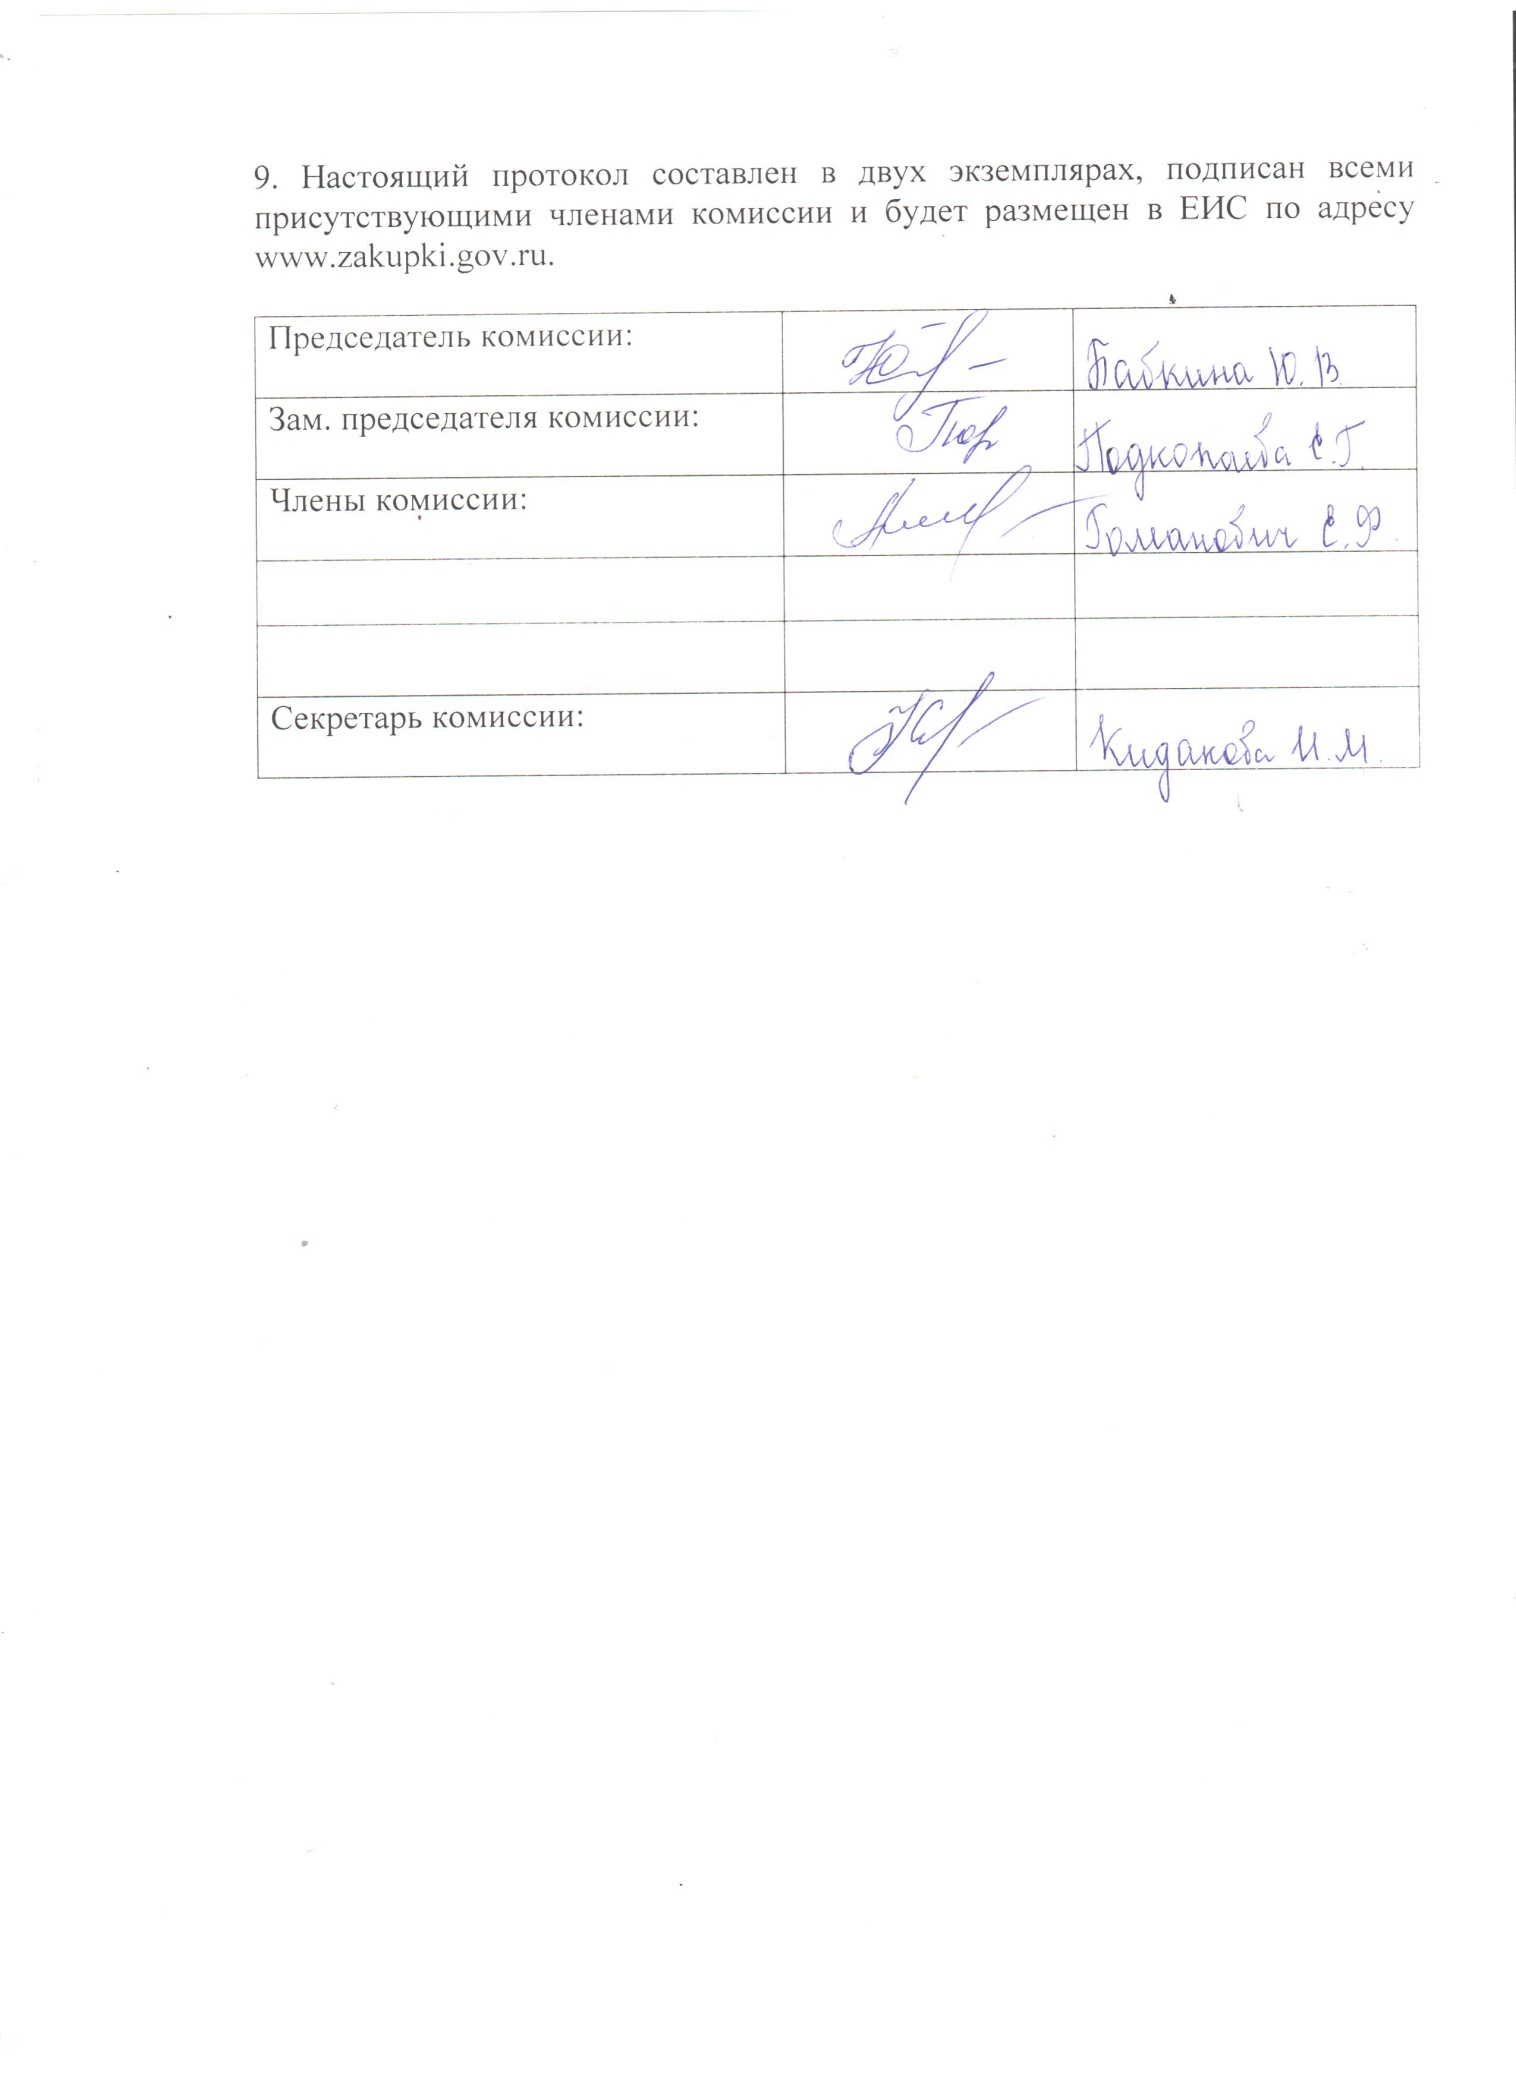 9. Настоящий протокол составлен в двух экземплярах, подписан всеми
присутствующими членами комиссии и будет размещен в ЕИС по адресу
www.zakupki.gov.ru.
Председатель комиссии: Бабкина Ю. В.
Зам. председателя комиссии: Подкопаева Е.Г.
Члены комиссии: Романович Е.Ф.
Секретарь комиссии: Кидакова И.М.